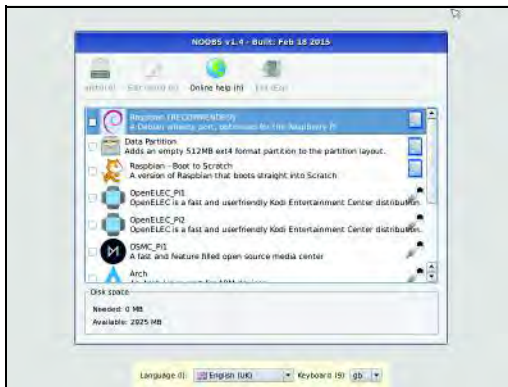 NOOBS v1.4 - Built: Feb 18 2015
Online help (h)
Raspbian [RECOMMENDED]
A Debian wheezy port, optimised for the Raspberry Pi
Data Partition
Adds an empty 512MB ext4 format partition to the partition layout.
Raspbian - Boot to Scratch
A version of Raspbian that boots straight into Scratch
OpenELEC_Pi1
OpenELEC is a fast and userfriendly Kodi Entertainment Center distribution.
OpenELEC_Pi2
OpenELEC is a fast and userfriendly Kodi Entertainment Center distribution.
OSMC_Pi1
A fast and feature filled open source media center
Arch
Disk space
Needed: 0 MB
Available: 2025 MB
Language (l): English (UK) Keyboard (9): gb